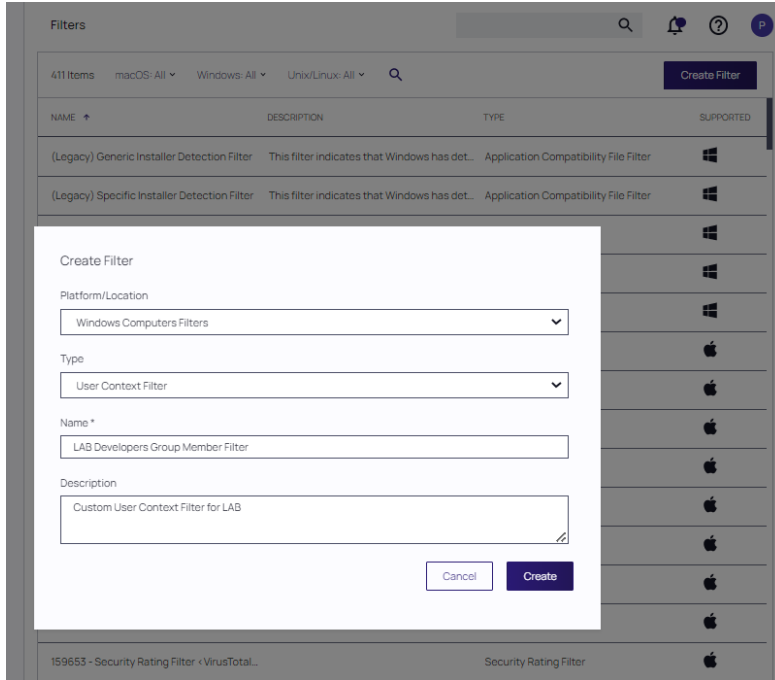 Filters
P
411 Items macOS: All Windows: All Unix/Linux: All Create Filter
NAME DESCRIPTION TYPE SUPPORTED
(Legacy) Generic Installer Detection Filter This filter indicates that Windows has det... Application Compatibility File Filter
(Legacy) Specific Installer Detection Filter This filter indicates that Windows has det... Application Compatibility File Filter
Create Filter
Platform/Location
Windows Computers Filters
Type
User Context Filter
Name *
LAB Developers Group Member Filter
Description
Custom User Context Filter for LAB
Cancel Create
159653 - Security Rating Filter <VirusTotal... Security Rating Filter